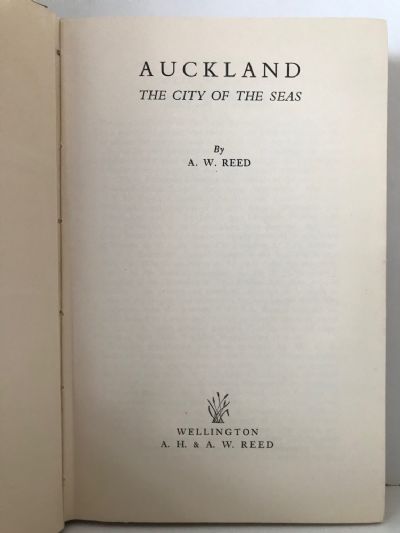 AUCKLAND
THE CITY OF THE SEAS
By
A. W. REED
WELLINGTON
A. H. & A. W. REED